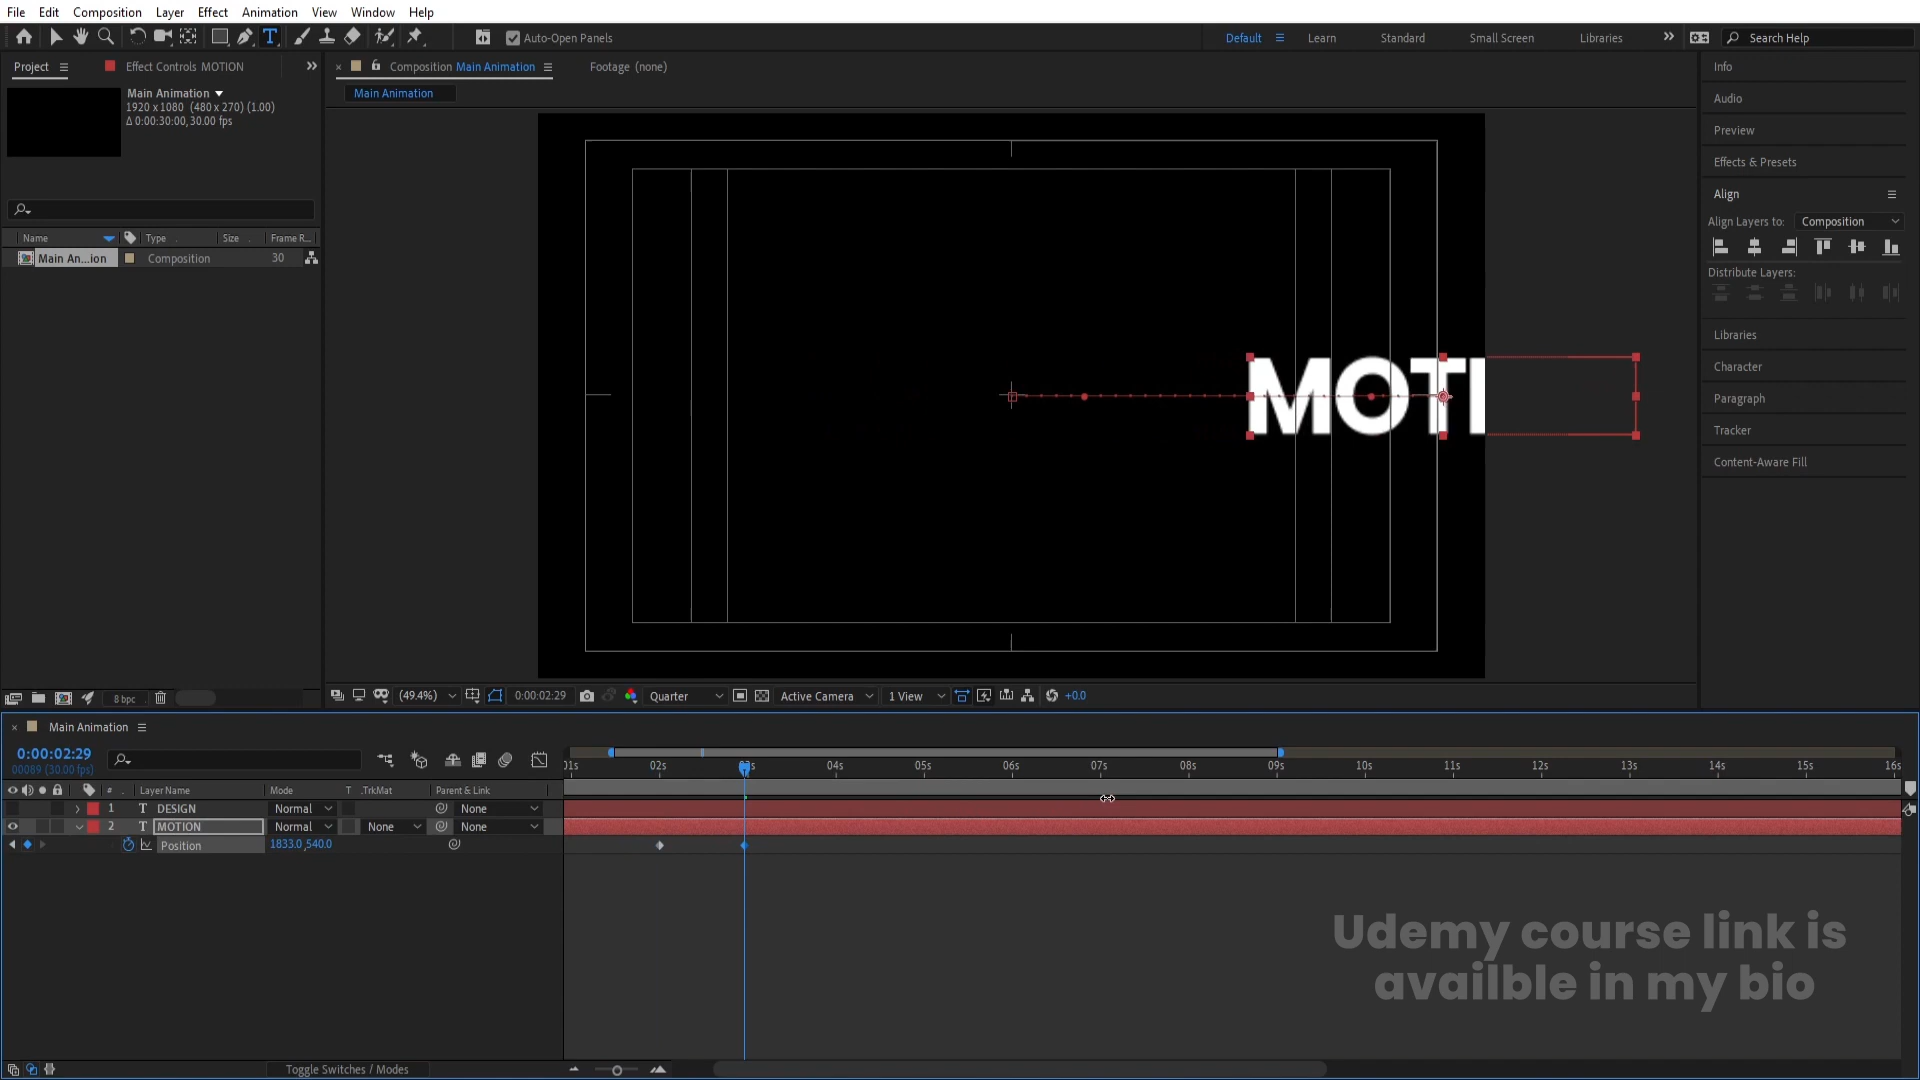 File Edit Composition Layer Effect Animation View Window Help
Auto-Open Panels
Default Learn Standard Small Screen Libraries Search Help
Project Effect Controls MOTION
Composition Main Animation Footage (none)
Main Animation
Main Animation
1920 x 1080 (480 x 270) (1.00)
Δ 0:00:30:00, 30.00 fps
Name Type Size Frame R...
Main An...ion Composition 30
Info
Audio
Preview
Effects & Presets
Align
Align Layers to: Composition
Distribute Layers:
Libraries
Character
Paragraph
Tracker
Content-Aware Fill
MOTI
8 bpc
(49.4%) 0:00:02:29 Quarter Active Camera 1 View +0.0
Main Animation
0:00:02:29
00089 (30.00 fps)
01s 02s 03s 04s 05s 06s 07s 08s 09s 10s 11s 12s 13s 14s 15s 16s
# Layer Name Mode T .TrkMat Parent & Link
1 T DESIGN Normal None
2 T MOTION Normal None None
Position 1833.0,540.0
Udemy course link is
availble in my bio
Toggle Switches / Modes